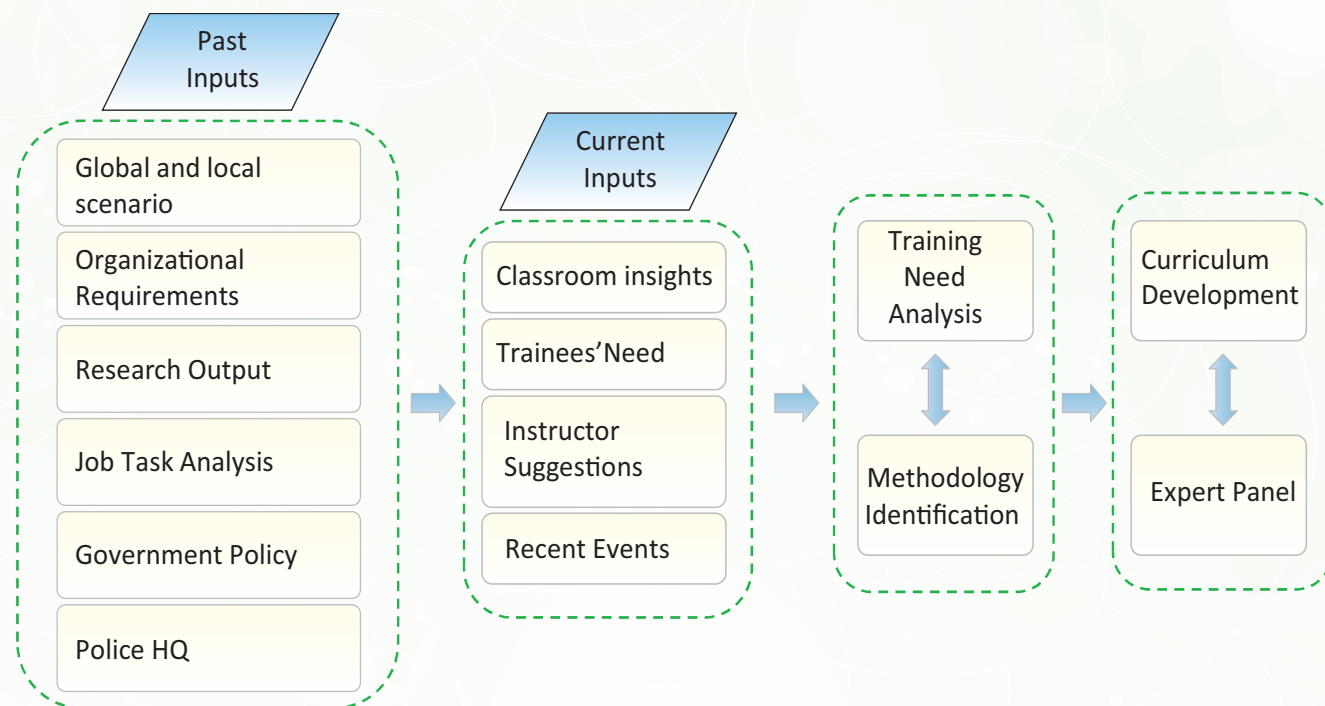 Past
Inputs
Global and local
scenario
Organizational
Requirements
Research Output
Job Task Analysis
Government Policy
Police HQ
Current
Inputs
Classroom insights
Trainees'Need
Instructor
Suggestions
Recent Events
Training
Need
Analysis
Methodology
Identification
Curriculum
Development
Expert Panel